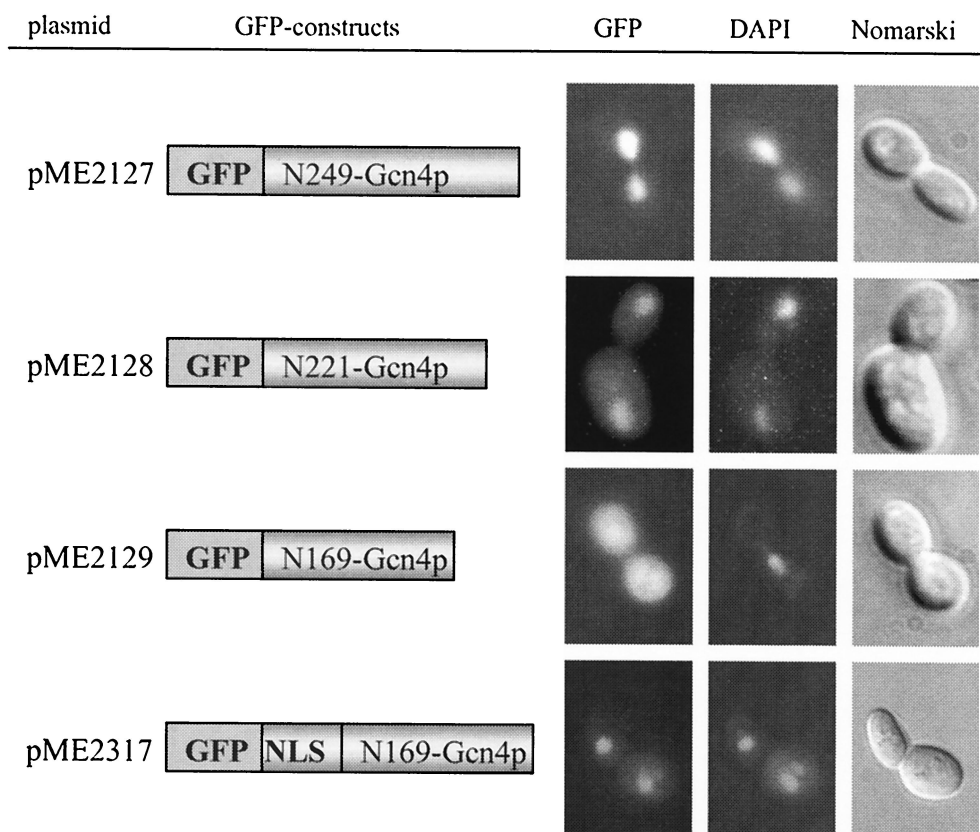 plasmid GFP-constructs GFP DAPI Nomarski
pME2127 GFP N249-Gcn4p
pME2128 GFP N221-Gcn4p
pME2129 GFP N169-Gcn4p
pME2317 GFP NLS N169-Gcn4p